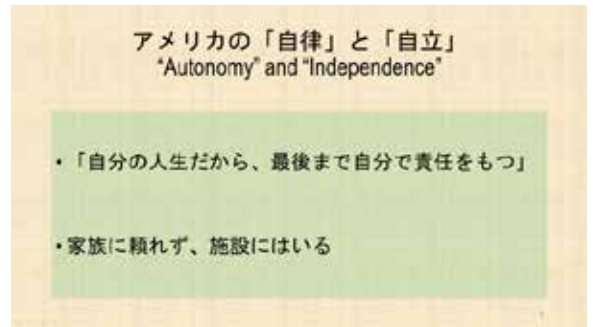 アメリカの「自律」と「自立」
“Autonomy” and “Independence”
・「自分の人生だから、最後まで自分で責任をもつ」
・家族に頼れず、施設にはいる